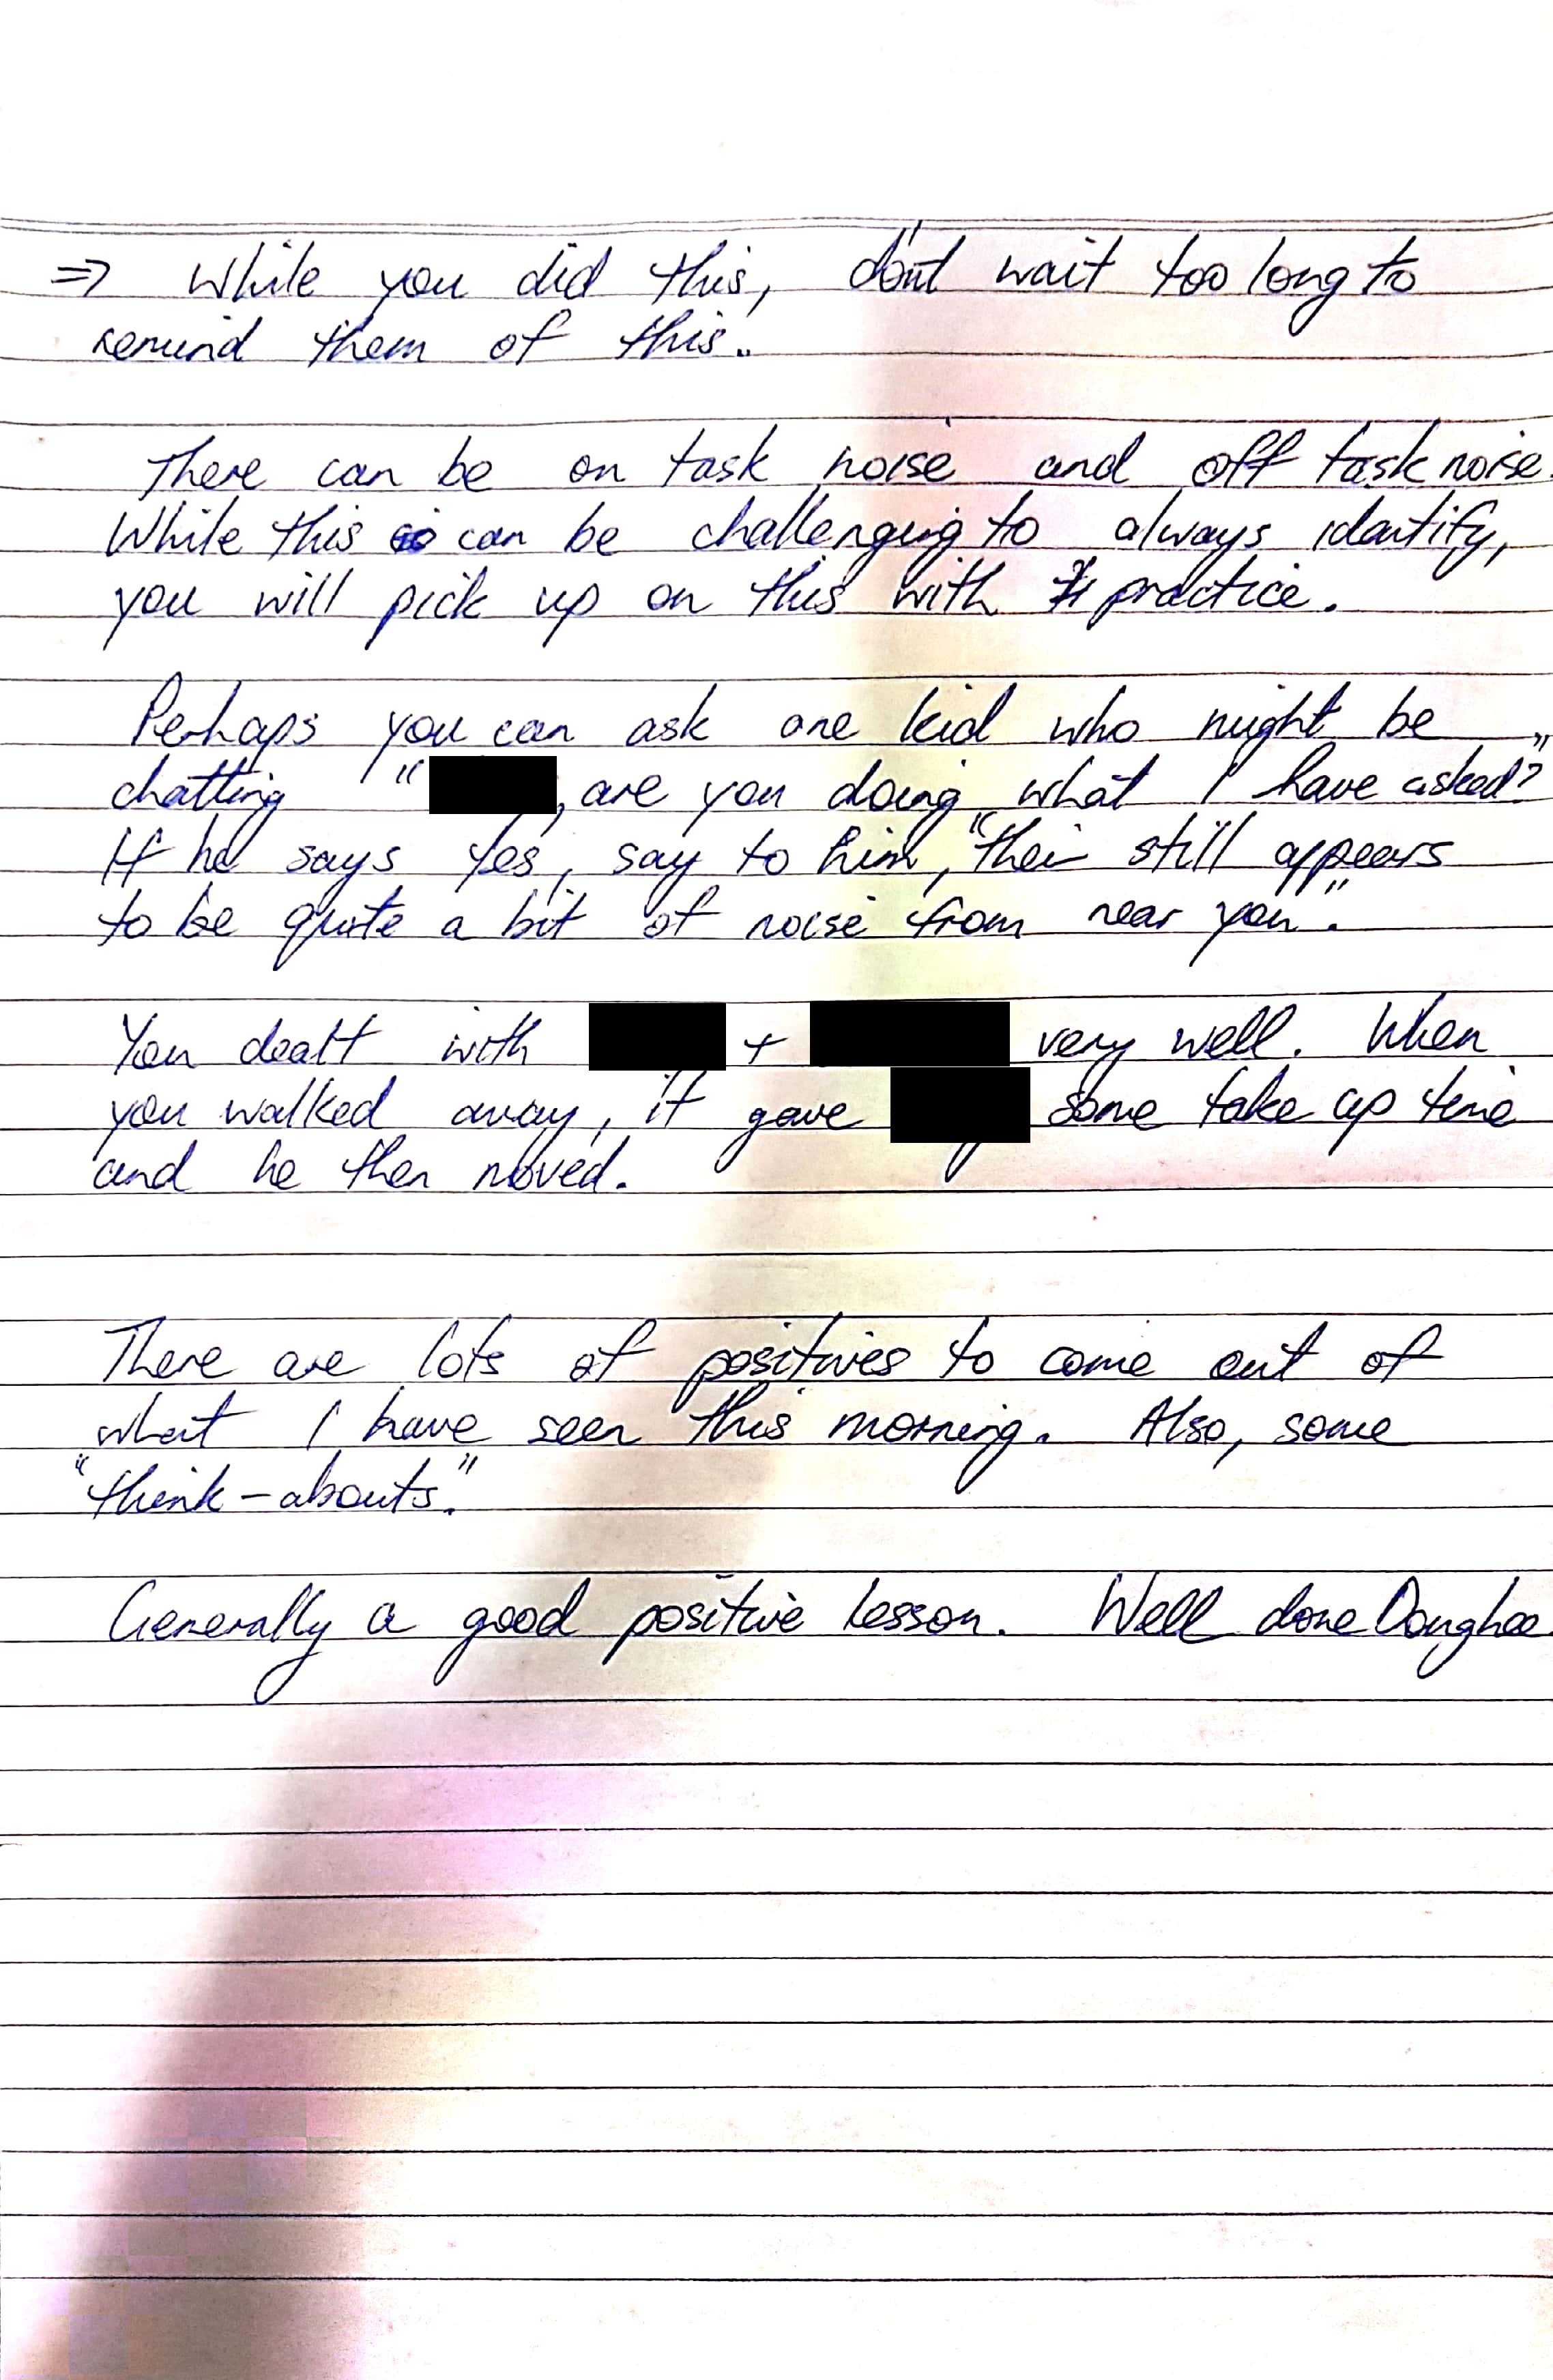 => While you did this, don't wait too long to
remind them of this.
There can be on task noise and off task noise.
While this can be challenging to always identify,
you will pick up on this with practice.
Perhaps you can ask one kid who might be
chatting " , are you doing what I have asked?"
If he says Yes, say to him, "their still appears
to be quite a bit of noise from near you".
You dealt with + very well. When
you walked away, it gave some take up time
and he then moved.
There are lots of positives to come out of
what I have seen this morning. Also, some
"think-abouts."
Generally a good positive lesson. Well done